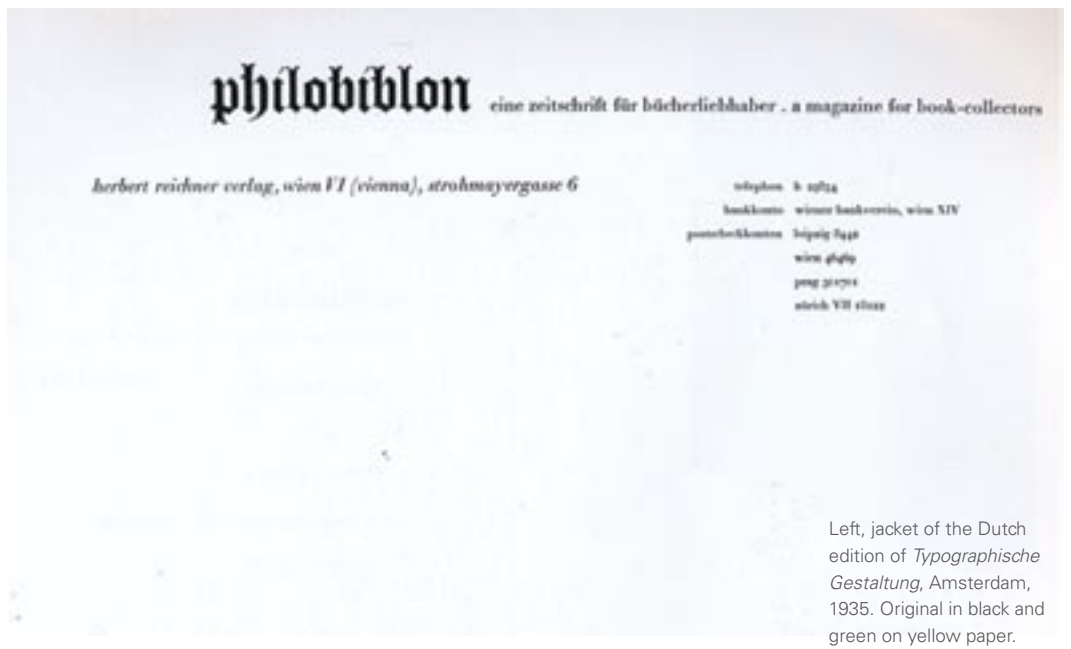 philobiblon eine zeitschrift für bücherliebhaber . a magazine for book-collectors
herbert reichner verlag, wien VI (vienna), strohmayergasse 6
telephon b
bankkonto wiener bankverein, wien XIV
postscheckkonten leipzig
wien
prag
zürich VII
Left, jacket of the Dutch
edition of Typographische
Gestaltung, Amsterdam,
1935. Original in black and
green on yellow paper.